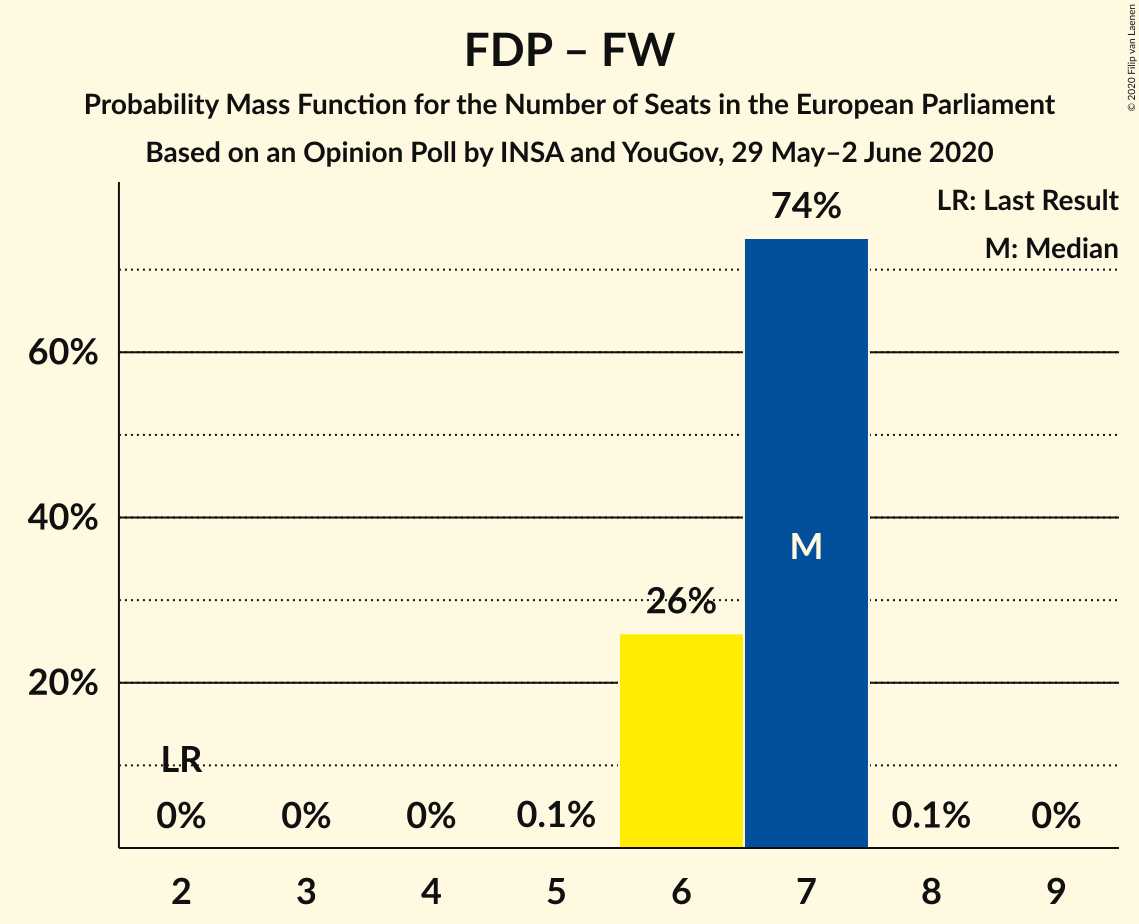 FDP – FW
Probability Mass Function for the Number of Seats in the European Parliament
Based on an Opinion Poll by INSA and YouGov, 29 May–2 June 2020
© 2020 Filip van Laenen
LR: Last Result
M: Median
74%
60%
40%
20%
M
26%
LR
0% 0% 0% 0.1% 0.1% 0%
2 3 4 5 6 7 8 9